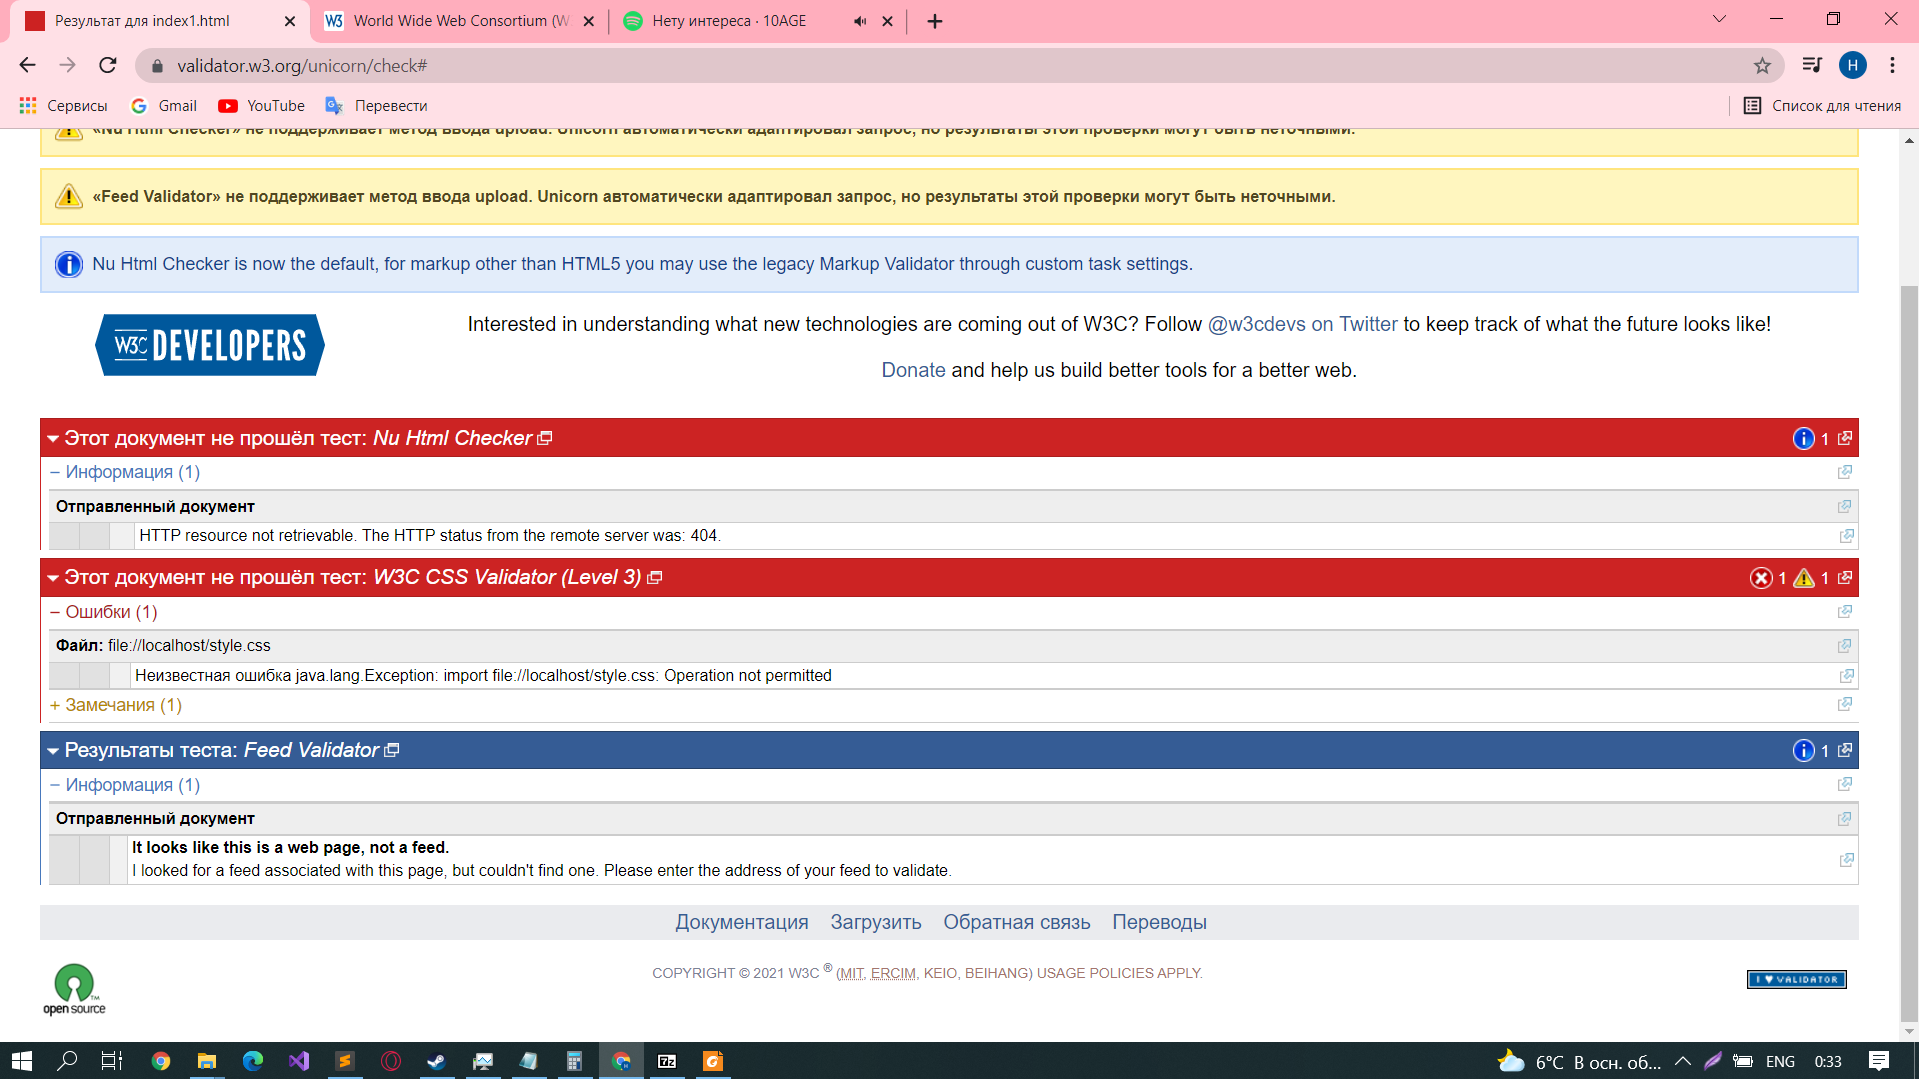 Результат для index1.html
World Wide Web Consortium (W
Нету интереса · 10AGE
validator.w3.org/unicorn/check#
H
Сервисы
Gmail
YouTube
Перевести
Список для чтения
«Nu Html Checker» не поддерживает метод ввода upload. Unicorn автоматически адаптировал запрос, но результаты этой проверки могут быть неточными.
«Feed Validator» не поддерживает метод ввода upload. Unicorn автоматически адаптировал запрос, но результаты этой проверки могут быть неточными.
Nu Html Checker is now the default, for markup other than HTML5 you may use the legacy Markup Validator through custom task settings.
W3C DEVELOPERS
Interested in understanding what new technologies are coming out of W3C? Follow @w3cdevs on Twitter to keep track of what the future looks like!
Donate and help us build better tools for a better web.
Этот документ не прошёл тест: Nu Html Checker 1
– Информация (1)
Отправленный документ
HTTP resource not retrievable. The HTTP status from the remote server was: 404.
Этот документ не прошёл тест: W3C CSS Validator (Level 3) 1 1
– Ошибки (1)
Файл: file://localhost/style.css
Неизвестная ошибка java.lang.Exception: import file://localhost/style.css: Operation not permitted
+ Замечания (1)
Результаты теста: Feed Validator 1
– Информация (1)
Отправленный документ
It looks like this is a web page, not a feed.
I looked for a feed associated with this page, but couldn't find one. Please enter the address of your feed to validate.
Документация Загрузить Обратная связь Переводы
COPYRIGHT © 2021 W3C ® (MIT, ERCIM, KEIO, BEIHANG) USAGE POLICIES APPLY.
open source
I ♥ VALIDATOR
6°C В осн. об... ENG 0:33